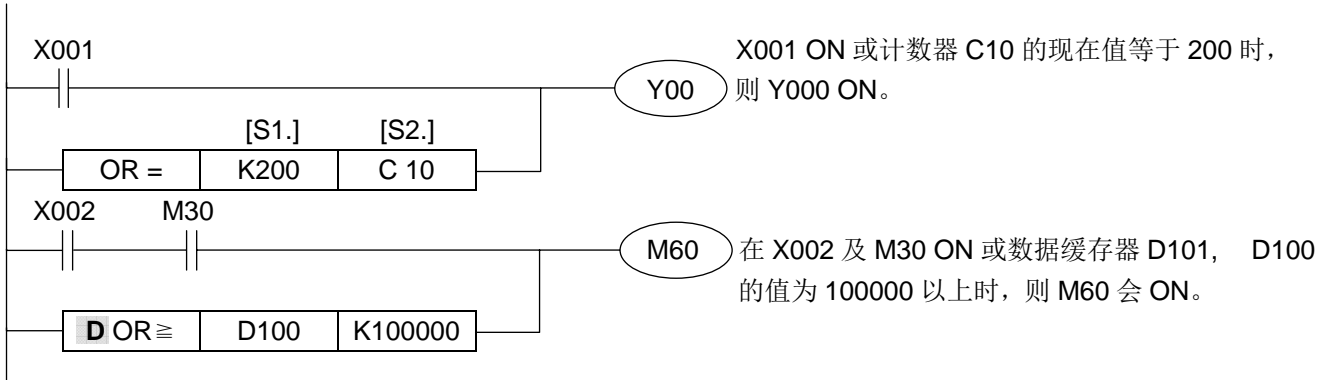 X001
X001 ON 或计数器 C10 的现在值等于 200 时，
Y00
则 Y000 ON。
[S1.] [S2.]
OR = K200 C 10
X002 M30
M60
在 X002 及 M30 ON 或数据缓存器 D101, D100
的值为 100000 以上时，则 M60 会 ON。
D OR≧ D100 K100000